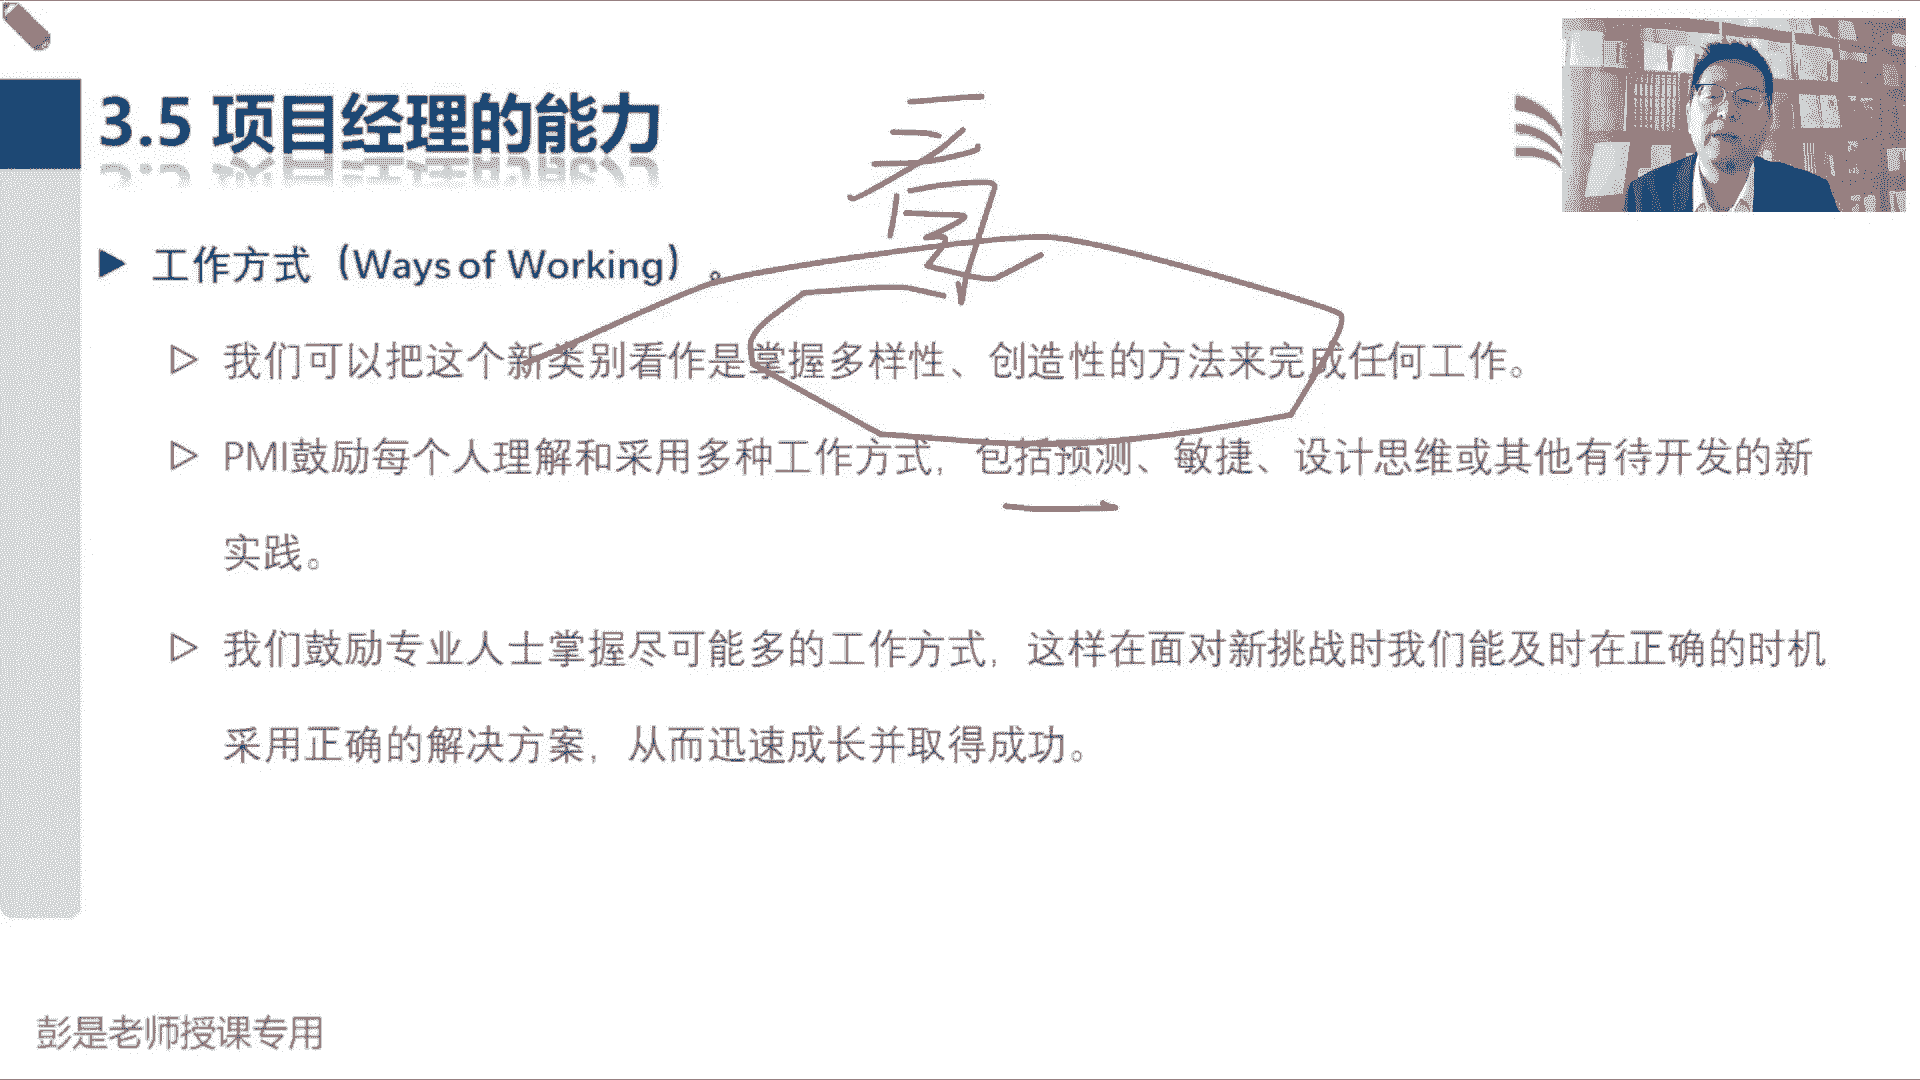 3.5 项目经理的能力
看
工作方式（Ways of Working）。
我们可以把这个新类别看作是掌握多样性、创造性的方法来完成任何工作。
PMI鼓励每个人理解和采用多种工作方式，包括预测、敏捷、设计思维或其他有待开发的新
实践。
我们鼓励专业人士掌握尽可能多的工作方式，这样在面对新挑战时我们能及时在正确的时机
采用正确的解决方案，从而迅速成长并取得成功。
彭是老师授课专用